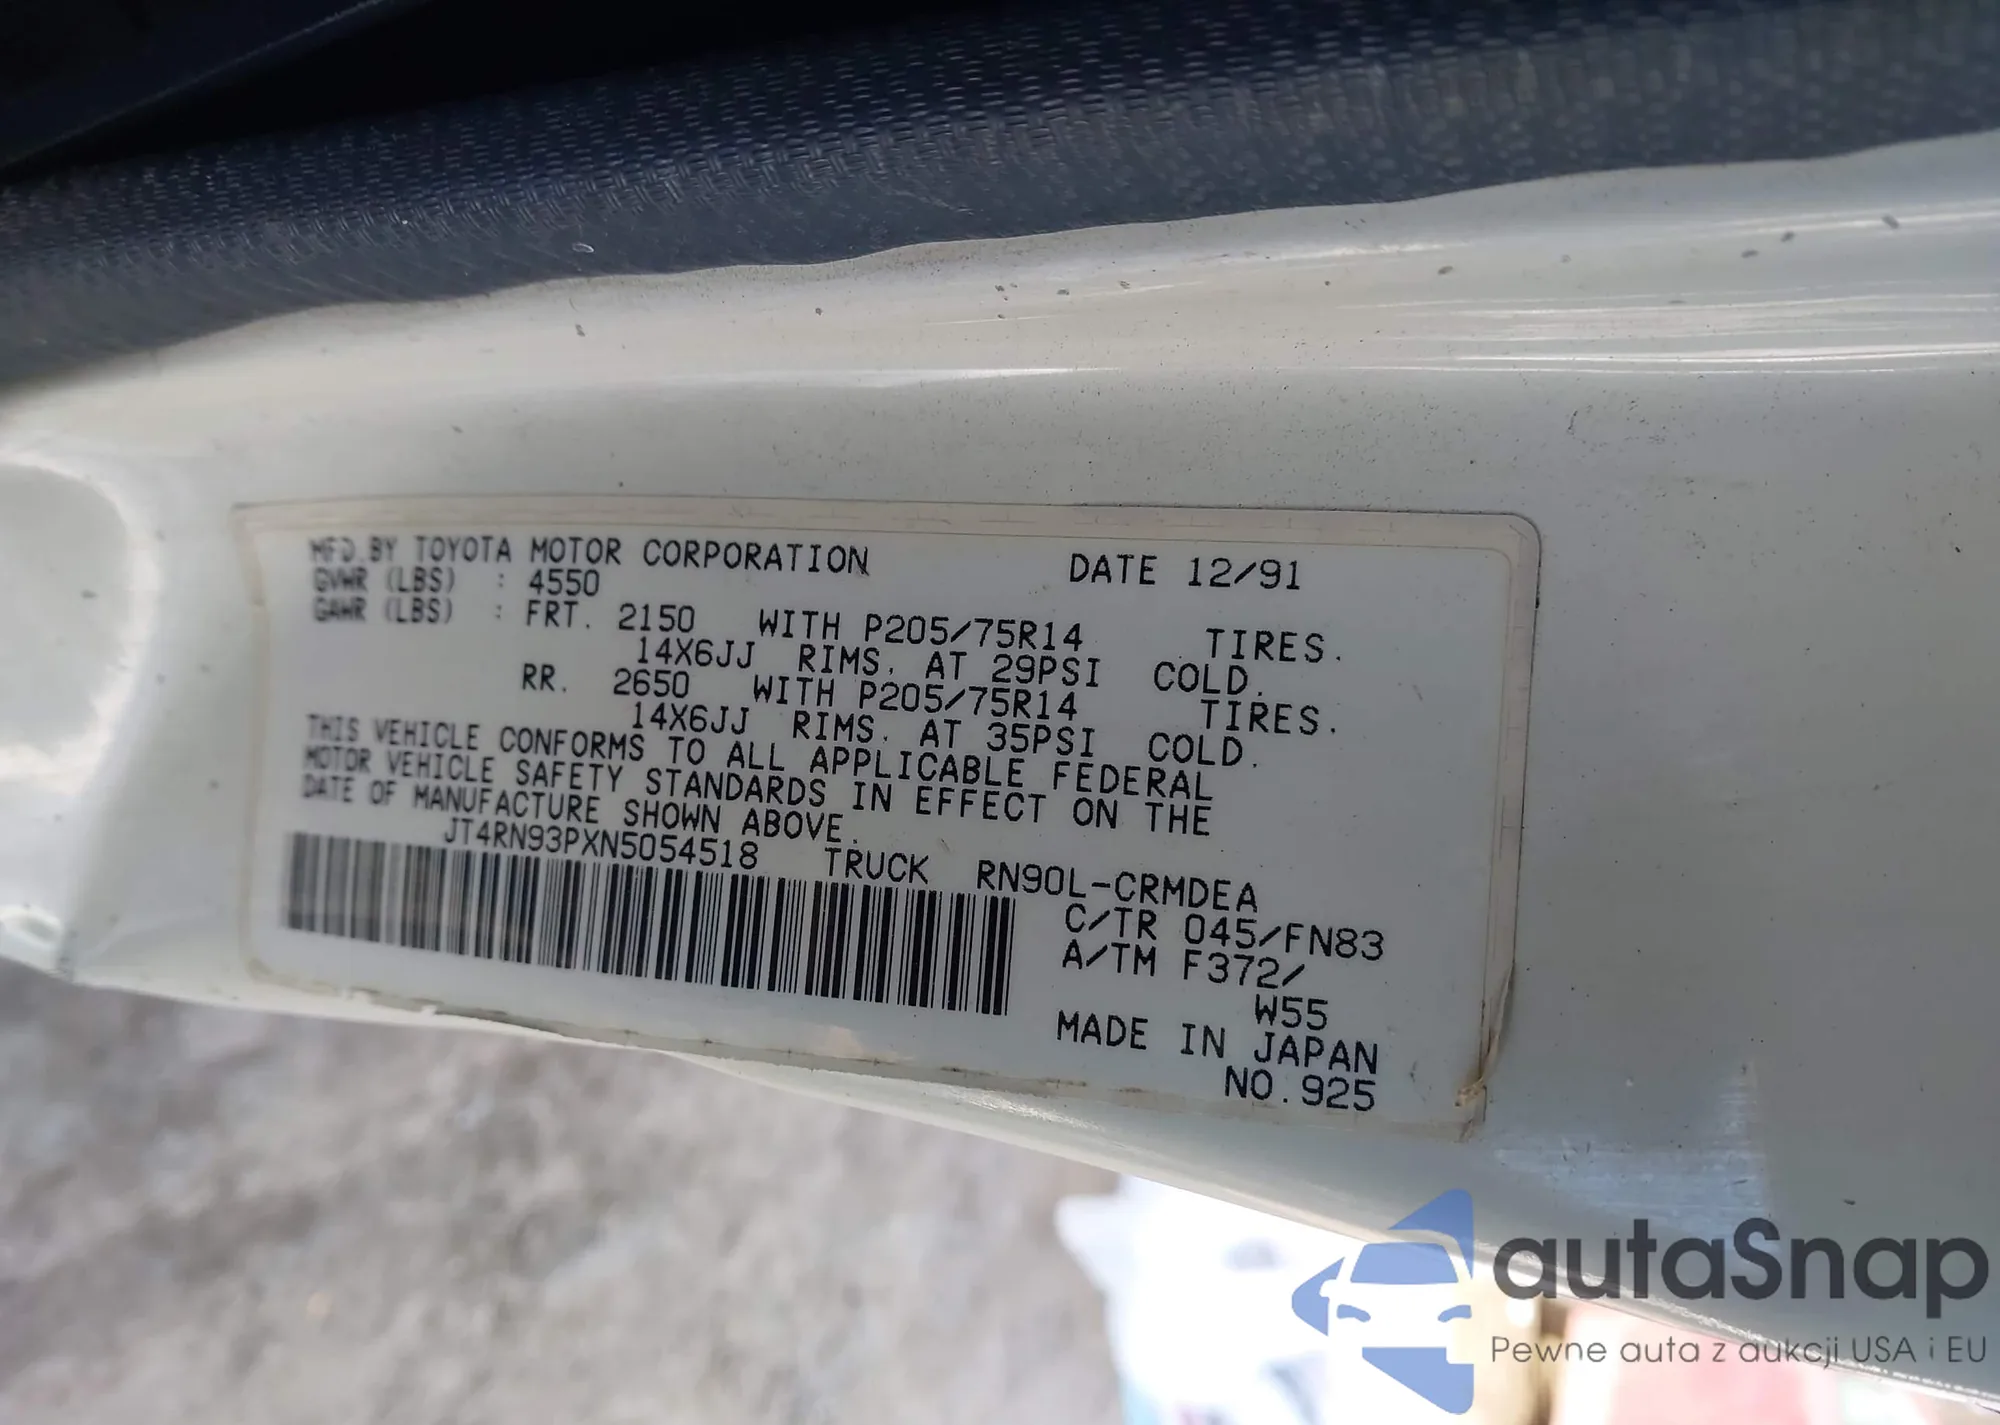 MFD.BY TOYOTA MOTOR CORPORATION DATE 12/91
GVWR (LBS) : 4550
GAWR (LBS) : FRT. 2150 WITH P205/75R14 TIRES.
14X6JJ RIMS, AT 29PSI COLD.
RR. 2650 WITH P205/75R14 TIRES.
14X6JJ RIMS, AT 35PSI COLD.
THIS VEHICLE CONFORMS TO ALL APPLICABLE FEDERAL
MOTOR VEHICLE SAFETY STANDARDS IN EFFECT ON THE
DATE OF MANUFACTURE SHOWN ABOVE.
JT4RN93PXN5054518 TRUCK RN90L-CRMDEA
C/TR 045/FN83
A/TM F372/
W55
MADE IN JAPAN
NO.925
autaSnap
Pewne auta z aukcji USA i EU